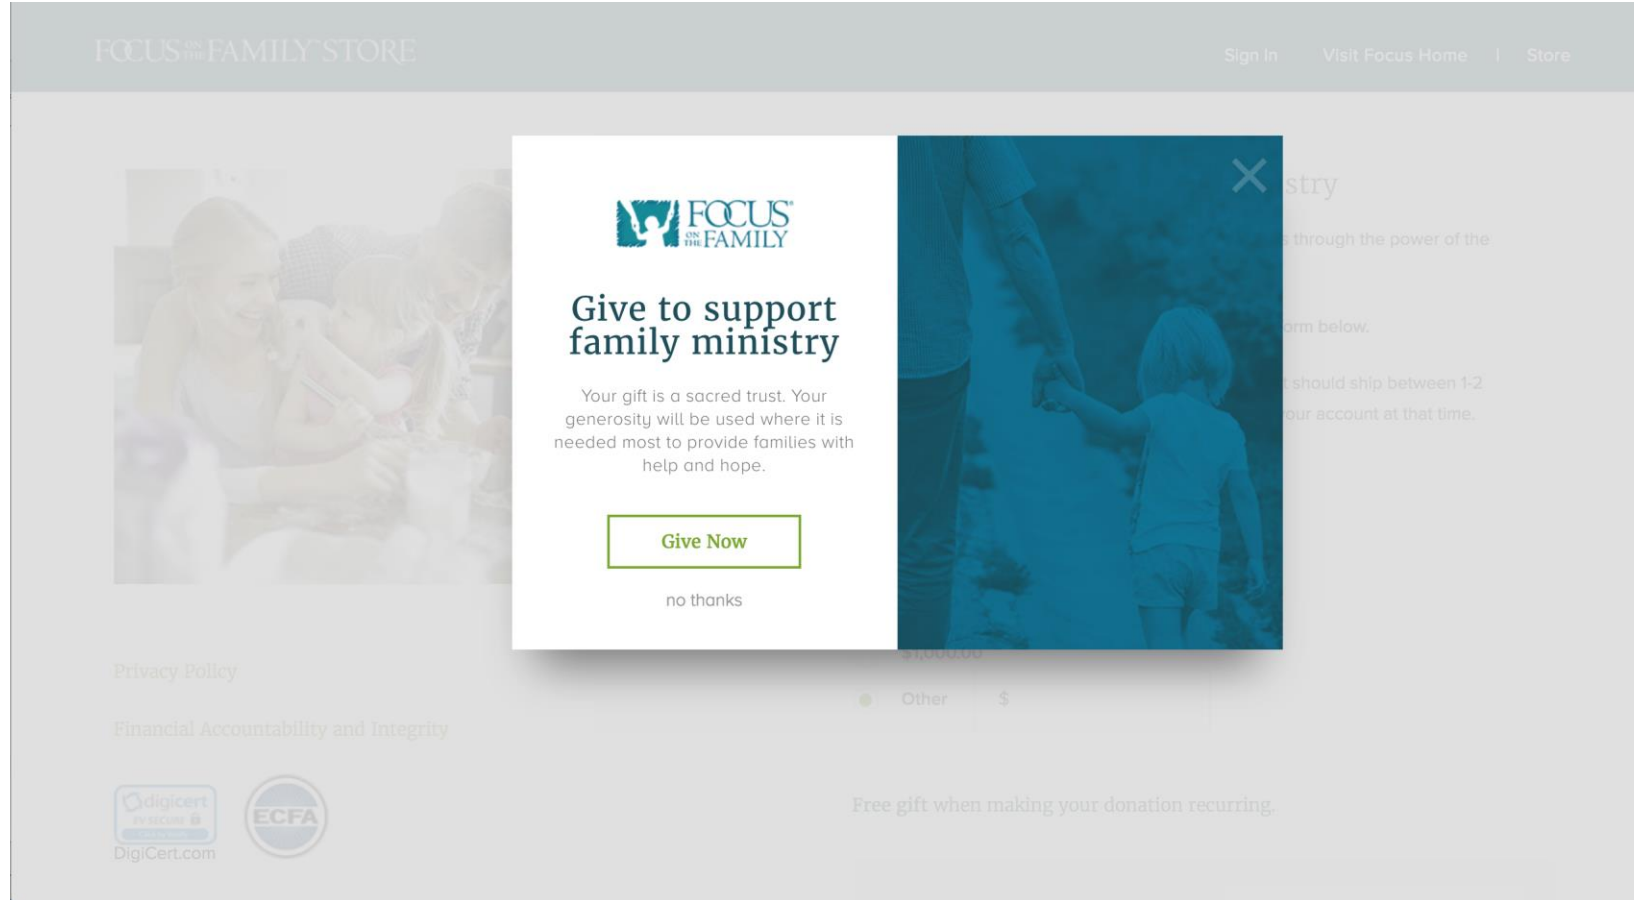 FOCUS ON THE FAMILY STORE
Sign In Visit Focus Home | Store
FOCUS® ON THE FAMILY
Give to support
family ministry
Your gift is a sacred trust. Your
generosity will be used where it is
needed most to provide families with
help and hope.
Give Now
no thanks
stry
through the power of the
orm below.
t should ship between 1-2
our account at that time.
$1,000.00
Other $
Free gift when making your donation recurring.
Privacy Policy
Financial Accountability and Integrity
digicert
EV SECURE
DigiCert.com
ECFA